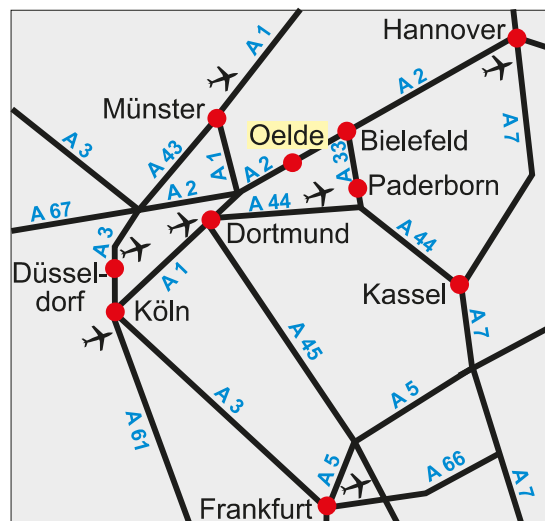 A 1
Hannover
A 2
Münster
A 3
A 43
A 1
Oelde
A 2
Bielefeld
A 33
A 7
A 2
A 67
A 44
Paderborn
Dortmund
A 3
A 44
Düssel-
dorf
A 1
Kassel
Köln
A 45
A 7
A 3
A 5
A 61
A 66
A 5
A 7
Frankfurt